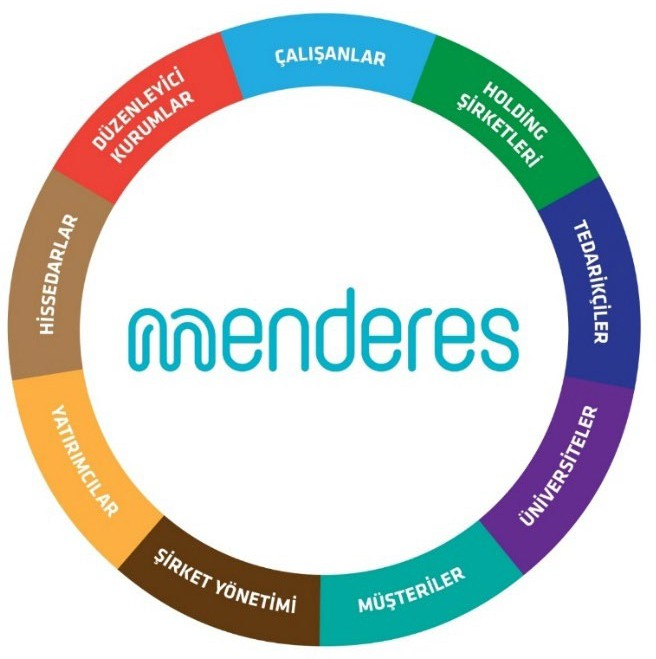 ÇALIŞANLAR
HOLDİNG
ŞİRKETLERİ
TEDARİKÇİLER
ÜNİVERSİTELER
MÜŞTERİLER
ŞİRKET YÖNETİMİ
YATIRIMCILAR
HİSSEDARLAR
DÜZENLEYİCİ
KURUMLAR
menderes